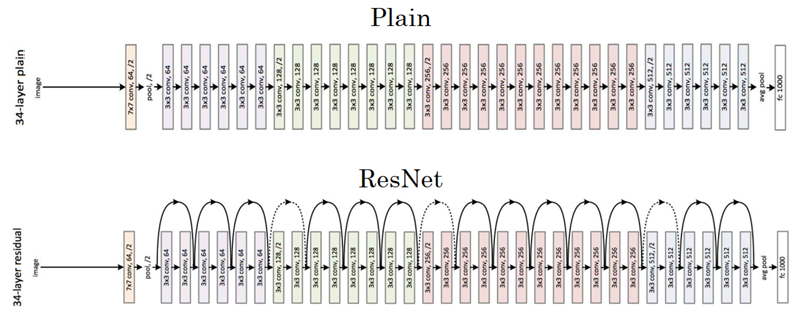 Plain
34-layer plain
image
7x7 conv, 64, /2
pool, /2
3x3 conv, 64
3x3 conv, 64
3x3 conv, 64
3x3 conv, 64
3x3 conv, 64
3x3 conv, 64
3x3 conv, 128, /2
3x3 conv, 128
3x3 conv, 128
3x3 conv, 128
3x3 conv, 128
3x3 conv, 128
3x3 conv, 128
3x3 conv, 128
3x3 conv, 256, /2
3x3 conv, 256
3x3 conv, 256
3x3 conv, 256
3x3 conv, 256
3x3 conv, 256
3x3 conv, 256
3x3 conv, 256
3x3 conv, 256
3x3 conv, 256
3x3 conv, 256
3x3 conv, 256
3x3 conv, 512, /2
3x3 conv, 512
3x3 conv, 512
3x3 conv, 512
3x3 conv, 512
3x3 conv, 512
avg pool
fc 1000
ResNet
34-layer residual
image
7x7 conv, 64, /2
pool, /2
3x3 conv, 64
3x3 conv, 64
3x3 conv, 64
3x3 conv, 64
3x3 conv, 64
3x3 conv, 64
3x3 conv, 128, /2
3x3 conv, 128
3x3 conv, 128
3x3 conv, 128
3x3 conv, 128
3x3 conv, 128
3x3 conv, 128
3x3 conv, 128
3x3 conv, 256, /2
3x3 conv, 256
3x3 conv, 256
3x3 conv, 256
3x3 conv, 256
3x3 conv, 256
3x3 conv, 256
3x3 conv, 256
3x3 conv, 256
3x3 conv, 256
3x3 conv, 256
3x3 conv, 256
3x3 conv, 512, /2
3x3 conv, 512
3x3 conv, 512
3x3 conv, 512
3x3 conv, 512
3x3 conv, 512
avg pool
fc 1000